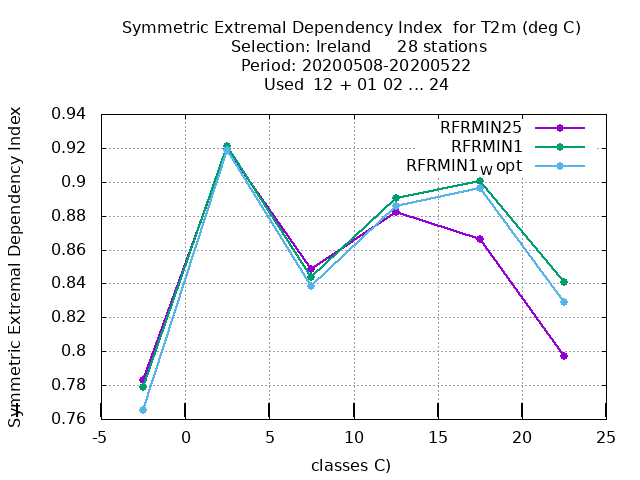 Symmetric Extremal Dependency Index  for T2m (deg C)
Selection: Ireland     28 stations
Period: 20200508-20200522
Used  12 + 01 02 ... 24
Symmetric Extremal Dependency Index
0.94
0.92
0.9
0.88
0.86
0.84
0.82
0.8
0.78
0.76
RFRMIN25
RFRMIN1
RFRMIN1wopt
-5
0
5
10
15
20
25
classes C)